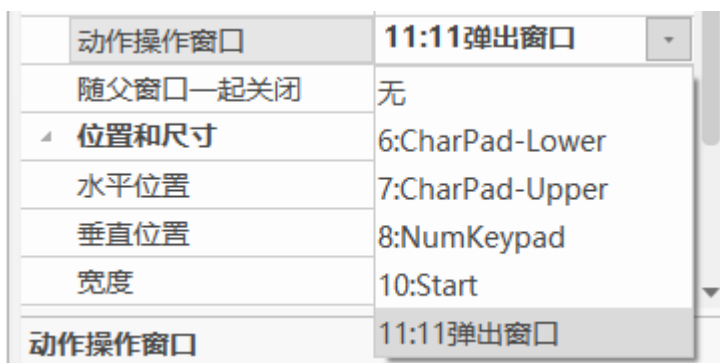 动作操作窗口 11:11弹出窗口
随父窗口一起关闭 无
位置和尺寸 6:CharPad-Lower
水平位置 7:CharPad-Upper
垂直位置 8:NumKeypad
宽度 10:Start
动作操作窗口 11:11弹出窗口